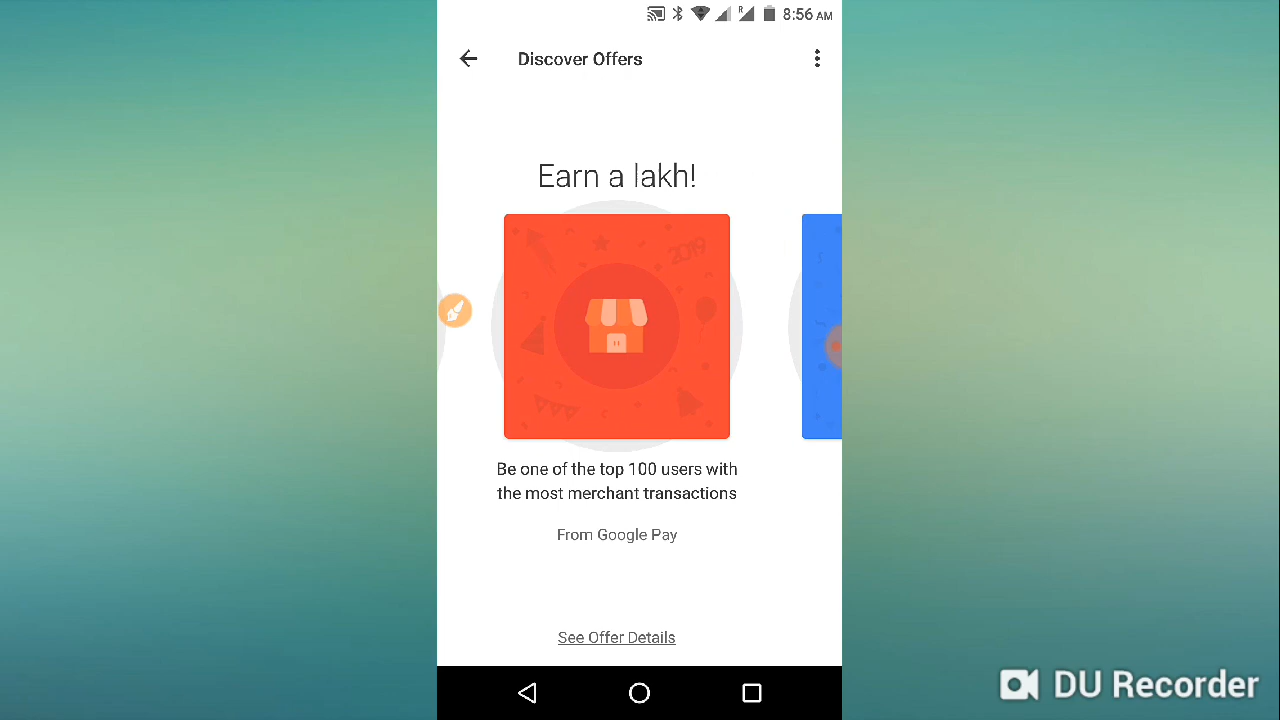 R 8:56 AM
Discover Offers
Earn a lakh!
2019
Be one of the top 100 users with
the most merchant transactions
From Google Pay
See Offer Details
DU Recorder